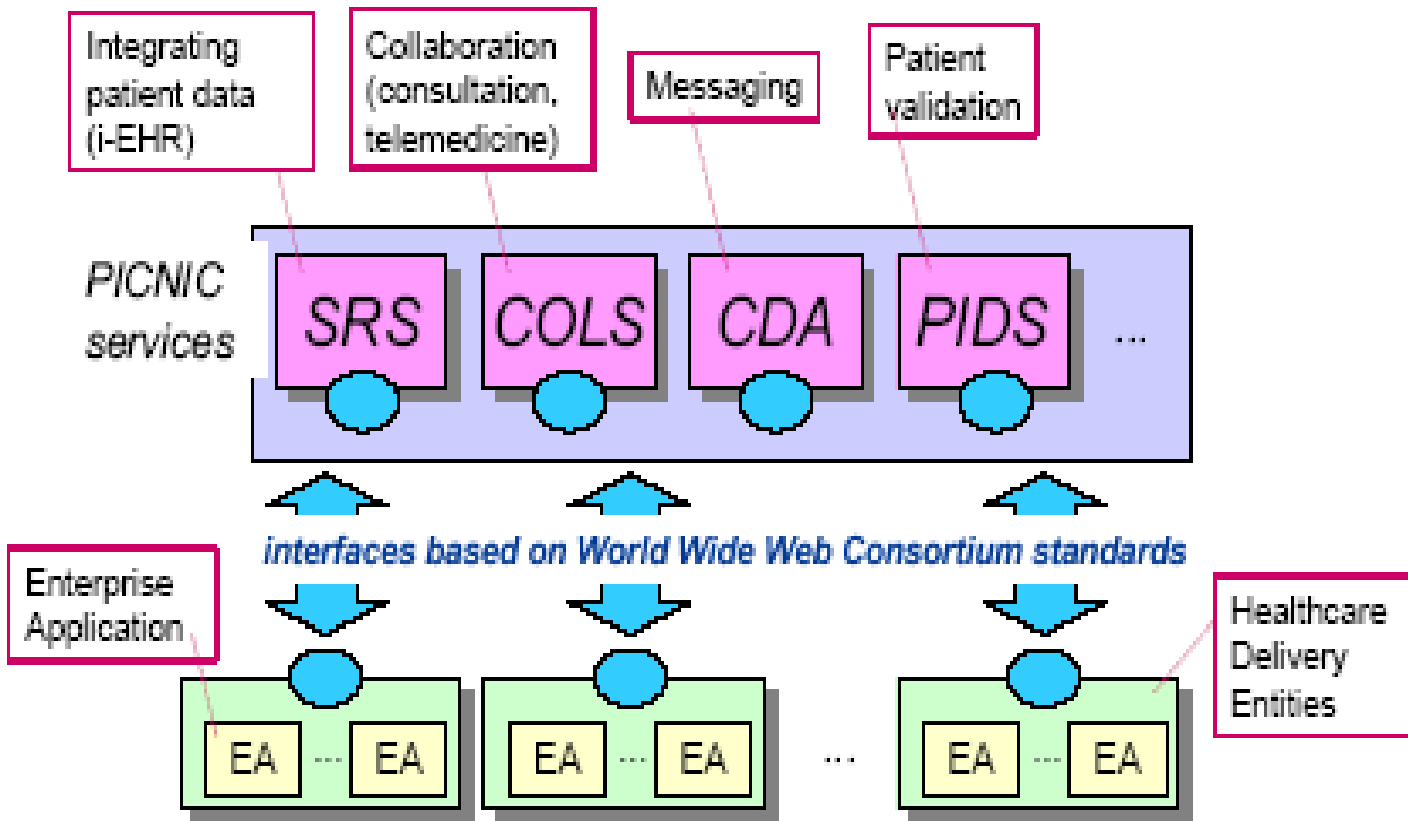 Integrating
patient data
(i-EHR)
Collaboration
(consultation,
telemedicine)
Messaging
Patient
validation
PICNIC
services
SRS
COLS
CDA
PIDS
...
interfaces based on World Wide Web Consortium standards
Enterprise
Application
Healthcare
Delivery
Entities
EA ... EA
EA ... EA
...
EA ... EA